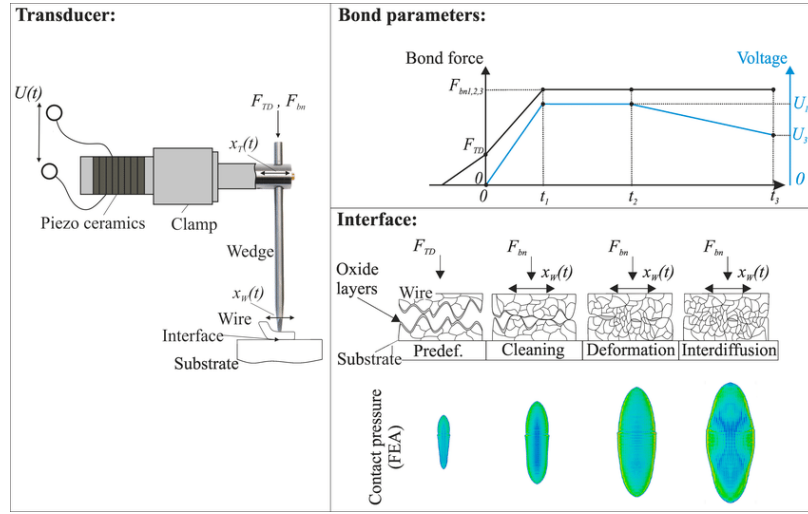 Transducer:
U(t)
F_TD , F_bn
x_T(t)
Piezo ceramics
Clamp
Wedge
x_W(t)
Wire
Interface
Substrate
Bond parameters:
Bond force
Voltage
F_bn1,2,3
U_1
F_TD
U_3
0
0
0
t_1
t_2
t_3
Interface:
F_TD
F_bn
F_bn
F_bn
Oxide
layers
x_W(t)
x_W(t)
x_W(t)
Wire
Substrate
Predef.
Cleaning
Deformation
Interdiffusion
Contact pressure
(FEA)